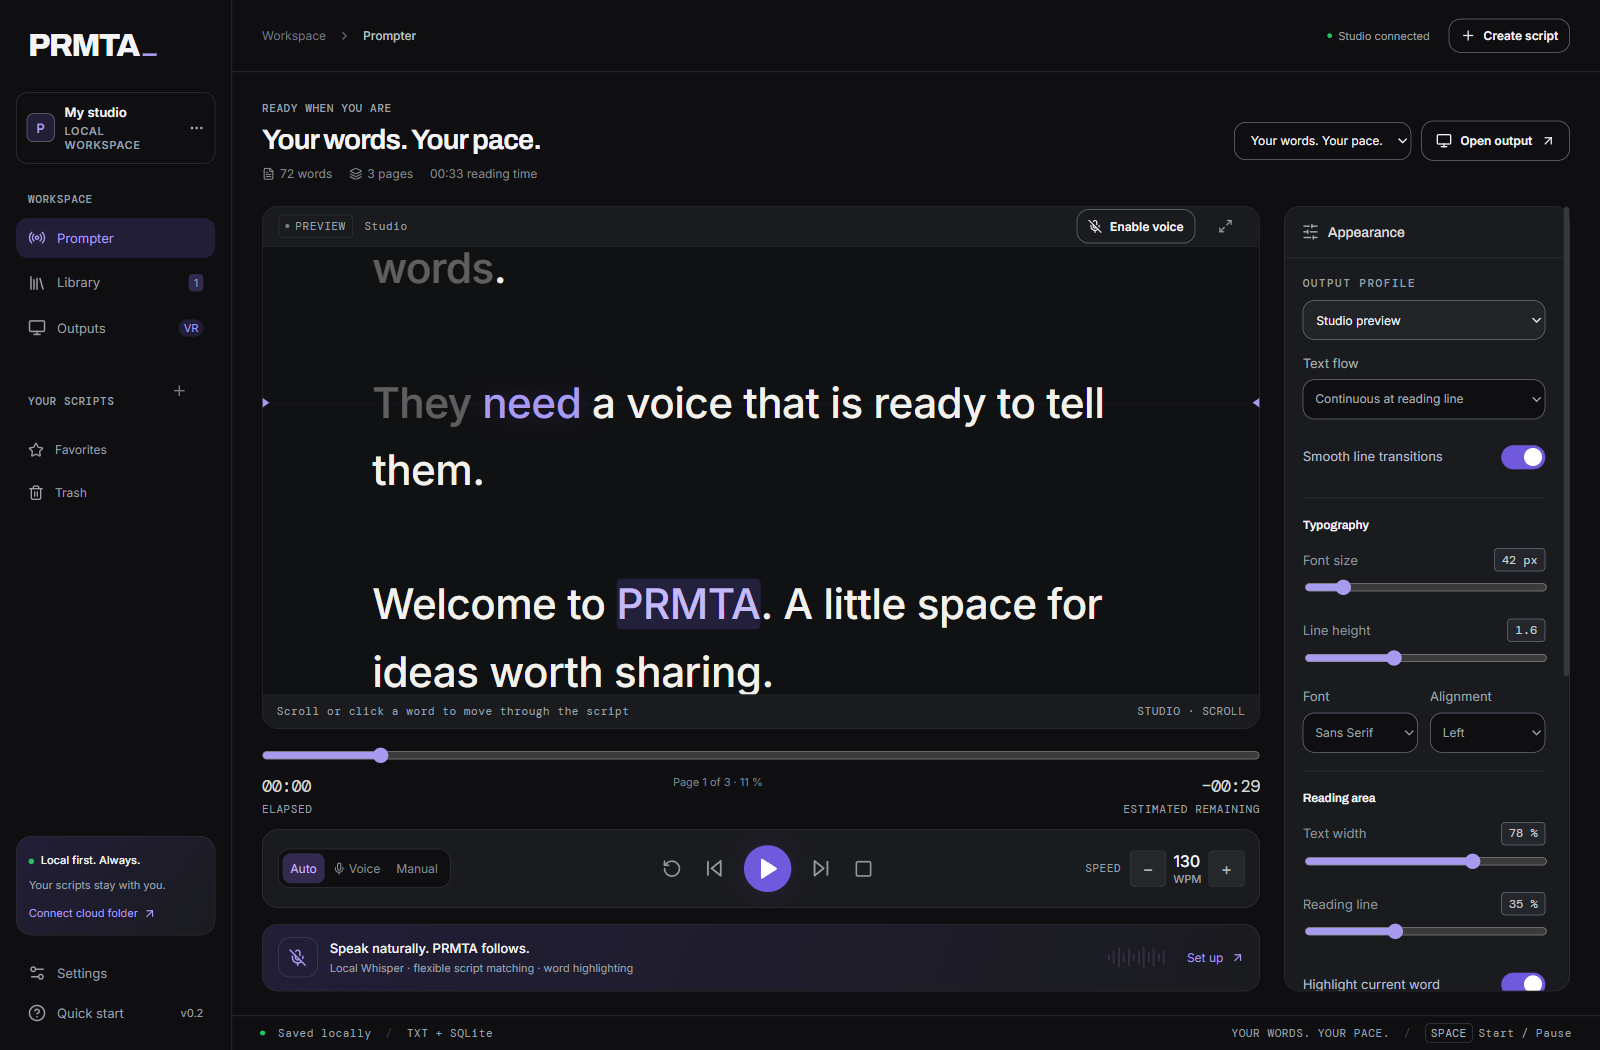 PRMTA_
P
My studio
LOCAL
WORKSPACE
WORKSPACE
Prompter
Library
1
Outputs
VR
YOUR SCRIPTS
Favorites
Trash
Local first. Always.
Your scripts stay with you.
Connect cloud folder
Settings
Quick start
v0.2
Workspace
Prompter
Studio connected
Create script
READY WHEN YOU ARE
Your words. Your pace.
72 words
3 pages
00:33 reading time
Your words. Your pace.
Open output
PREVIEW
Studio
Enable voice
words.
They need a voice that is ready to tell
them.
Welcome to PRMTA. A little space for
ideas worth sharing.
Scroll or click a word to move through the script
STUDIO · SCROLL
00:00
Page 1 of 3 · 11 %
−00:29
ELAPSED
ESTIMATED REMAINING
Auto
Voice
Manual
SPEED
−
130
WPM
+
Speak naturally. PRMTA follows.
Local Whisper · flexible script matching · word highlighting
Set up
Appearance
OUTPUT PROFILE
Studio preview
Text flow
Continuous at reading line
Smooth line transitions
Typography
Font size
42 px
Line height
1.6
Font
Alignment
Sans Serif
Left
Reading area
Text width
78 %
Reading line
35 %
Highlight current word
Saved locally / TXT + SQLite
YOUR WORDS. YOUR PACE. / SPACE Start / Pause